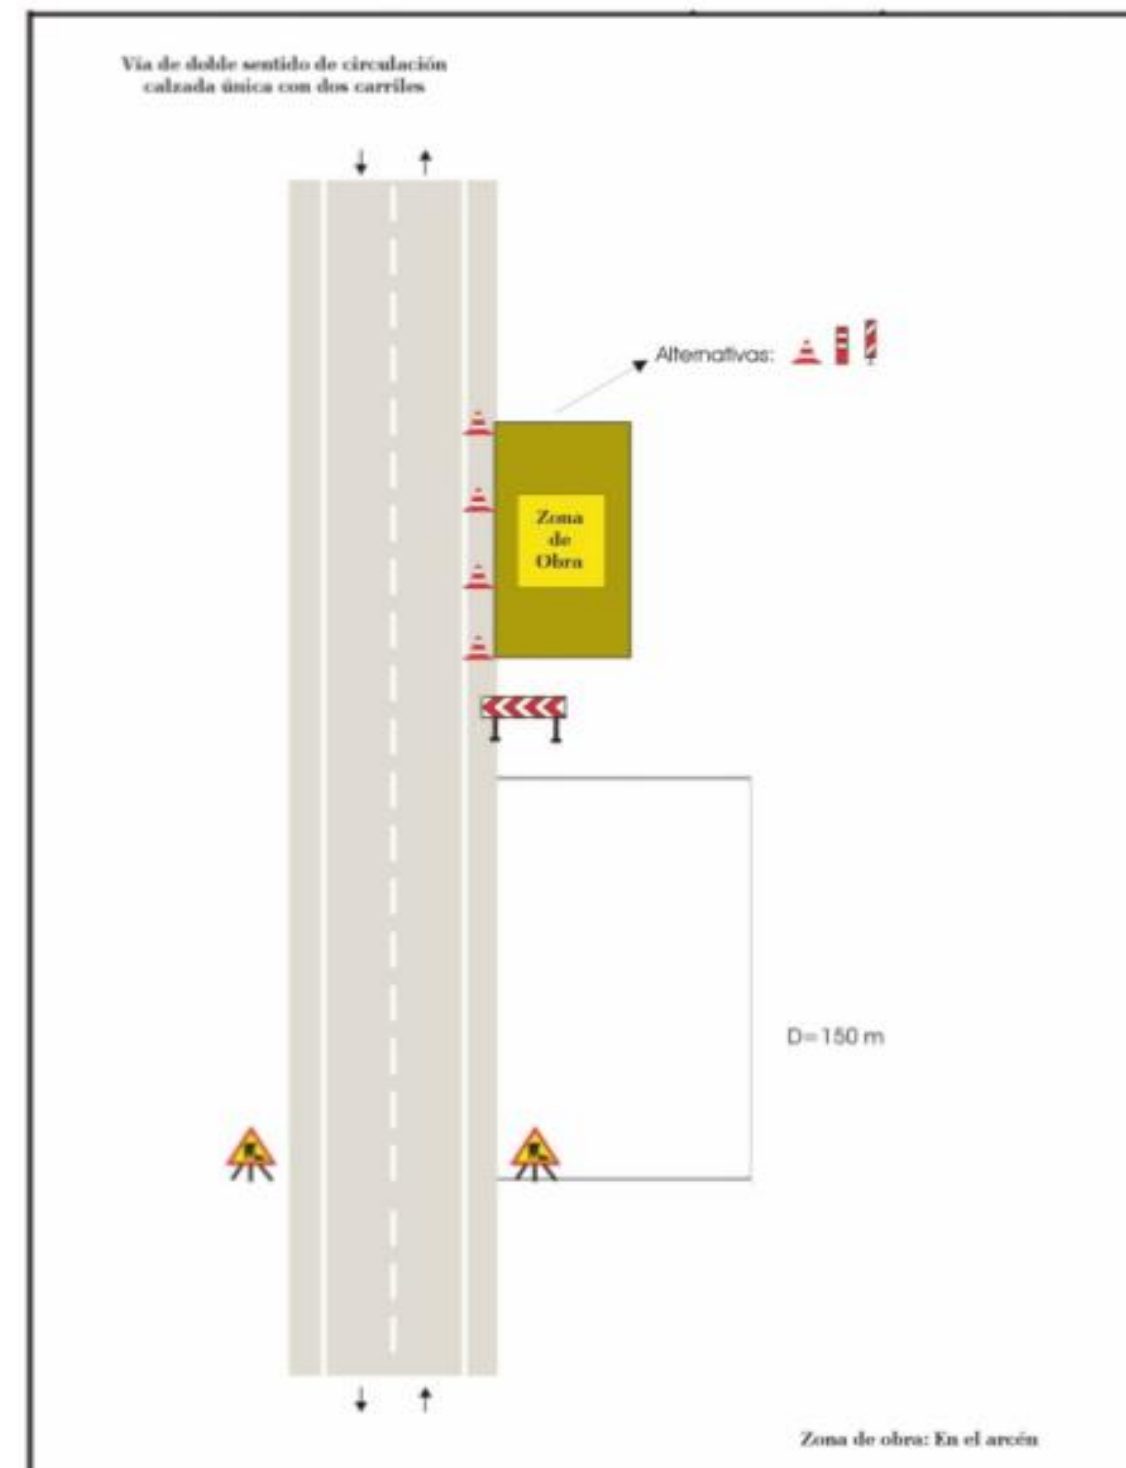 Vía de doble sentido de circulación
calzada única con dos carriles
Alternativas:
Zona
de
Obra
D=150 m
Zona de obra: En el arcén